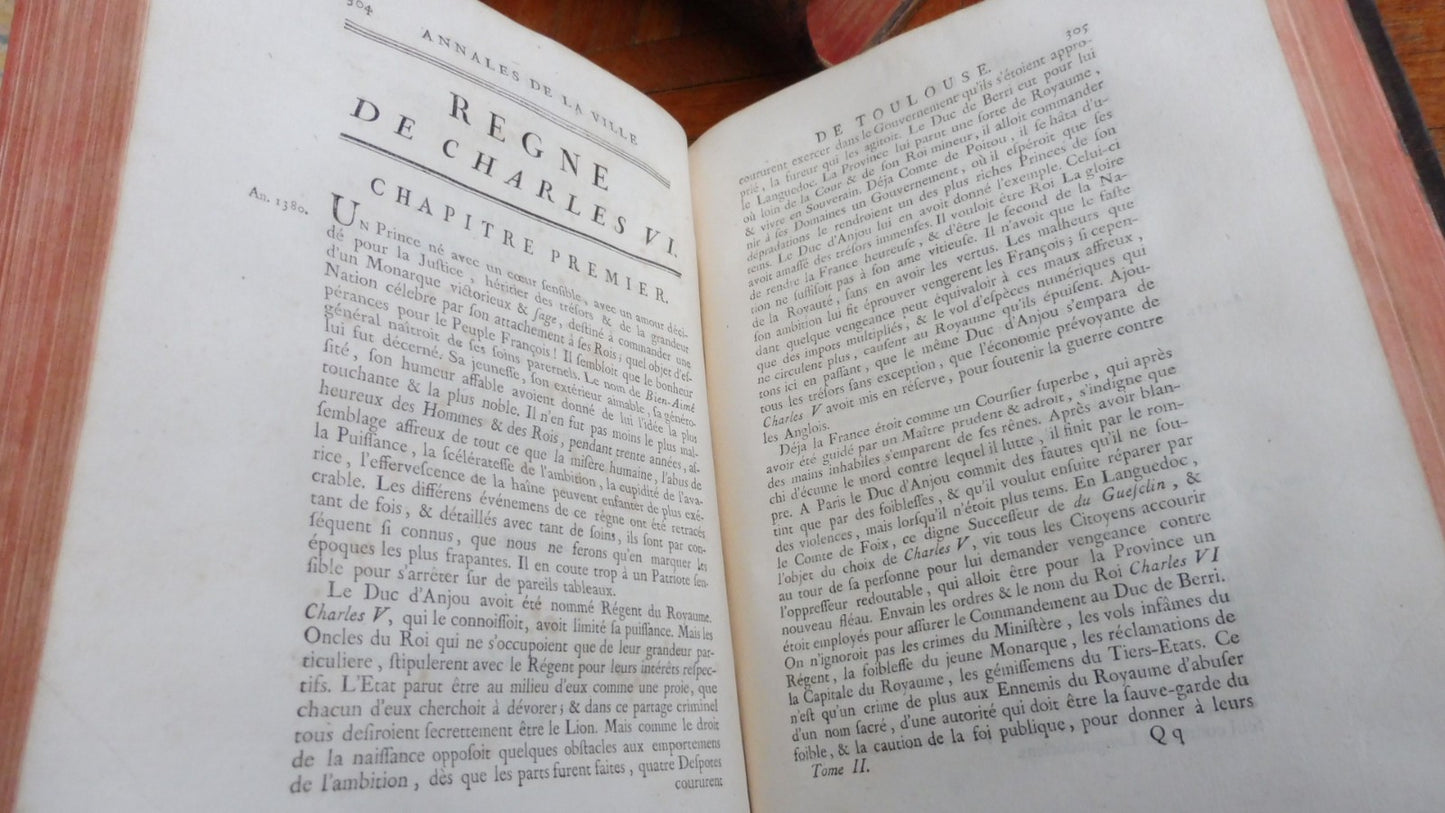 304
ANNALES DE LA VILLE
REGNE
DE CHARLES VI.
CHAPITRE PREMIER.
An. 1380.
UN Prince né avec un cœur ſenſible, avec un amour déci-
dé pour la Juſtice, héritier des tréſors & de la grandeur
d'un Monarque victorieux & ſage, deſtiné à commander une
Nation célebre par ſon attachement à ſes Rois; quel objet d'eſ-
pérances pour le Peuple François! Il ſembloit que le bonheur
général naîtroit de ſes ſoins paternels. Le nom de Bien-Aimé
lui fut décerné. Sa jeuneſſe, ſon extérieur aimable, ſa généro-
ſité, ſon humeur affable avoient donné de lui l'idée la plus
touchante & la plus noble. Il n'en fut pas moins le plus mal-
heureux des Hommes & des Rois, pendant trente années, aſ-
ſemblage affreux de tout ce que la miſère humaine, l'abus de
la Puiſſance, la ſcélérateſſe de l'ambition, la cupidité de l'ava-
rice, l'efferveſcence de la haîne peuvent enfanter de plus exé-
crable. Les différens événemens de ce règne ont été retracés
tant de fois, & détaillés avec tant de ſoins, ils ſont par con-
ſéquent ſi connus, que nous ne ferons qu'en marquer les
époques les plus frapantes. Il en coute trop à un Patriote ſen-
ſible pour s'arrêter ſur de pareils tableaux.
Le Duc d'Anjou avoit été nommé Régent du Royaume.
Charles V, qui le connoiſſoit, avoit limité ſa puiſſance. Mais les
Oncles du Roi qui ne s'occupoient que de leur grandeur par-
ticuliere, ſtipulerent avec le Régent pour leurs intérêts reſpec-
tifs. L'Etat parut être au milieu d'eux comme une proie, que
chacun d'eux cherchoit à dévorer; & dans ce partage criminel
tous deſiroient ſecrettement être le Lion. Mais comme le droit
de la naiſſance oppoſoit quelques obſtacles aux emportemens
de l'ambition, dès que les parts furent faites, quatre Deſpotes
coururent
305
DE TOULOUSE.
coururent exercer dans le Gouvernement qu'ils s'étoient appro-
prié, la fureur qui les agitoit. Le Duc de Berri eut pour lui
le Languedoc. La Province lui parut une ſorte de Royaume,
où loin de la Cour & de ſon Roi mineur, il alloit commander
& vivre en Souverain. Déja Comte de Poitou, il ſe hâta d'u-
nir à ſes Domaines un Gouvernement, où il eſpéroit que ſes
dépradations le rendroient un des plus riches Princes de ſon
tems. Le Duc d'Anjou lui en avoit donné l'exemple. Celui-ci
avoit amaſſé des tréſors immenſes. Il vouloit être Roi. La gloire
de rendre la France heureuſe, & d'être le ſecond de la Na-
tion ne ſuffiſoit pas à ſon ame vitieuſe. Il n'avoit que le faſte
de la Royauté, ſans en avoir les vertus. Les malheurs que
ſon ambition lui fit éprouver vengerent les François; ſi cepen-
dant quelque vengeance peut équivaloir à ces maux affreux,
que des impots multipliés, & le vol d'eſpéces numériques qui
ne circulent plus, cauſent au Royaume qu'ils épuiſent. Ajou-
tons ici en paſſant, que le même Duc d'Anjou s'empara de
tous les tréſors ſans exception, que l'économie prévoyante de
Charles V avoit mis en réſerve, pour ſoutenir la guerre contre
les Anglois.
Déja la France étoit comme un Courſier ſuperbe, qui après
avoir été guidé par un Maître prudent & adroit, s'indigne que
des mains inhabiles s'emparent de ſes rênes. Après avoir blan-
chi d'écume le mord contre lequel il lutte, il finit par le rom-
pre. A Paris le Duc d'Anjou commit des fautes qu'il ne ſou-
tint que par des foibleſſes, & qu'il voulut enſuite réparer par
des violences, mais lorſqu'il n'étoit plus tems. En Languedoc,
le Comte de Foix, ce digne Succeſſeur de du Gueſclin, &
l'objet du choix de Charles V, vit tous les Citoyens accourir
au tour de ſa perſonne pour lui demander vengeance contre
l'oppreſſeur redoutable, qui alloit être pour la Province un
nouveau fléau. Envain les ordres & le nom du Roi Charles VI
étoit employés pour aſſurer le Commandement au Duc de Berri.
On n'ignoroit pas les crimes du Miniſtère, les vols infâmes du
Régent, la foibleſſe du jeune Monarque, les réclamations de
la Capitale du Royaume, les gémiſſemens du Tiers-Etats. Ce
n'eſt qu'un crime de plus aux Ennemis du Royaume d'abuſer
d'un nom ſacré, d'une autorité qui doit être la ſauve-garde du
foible, & la caution de la foi publique, pour donner à leurs
Tome II.
Q q